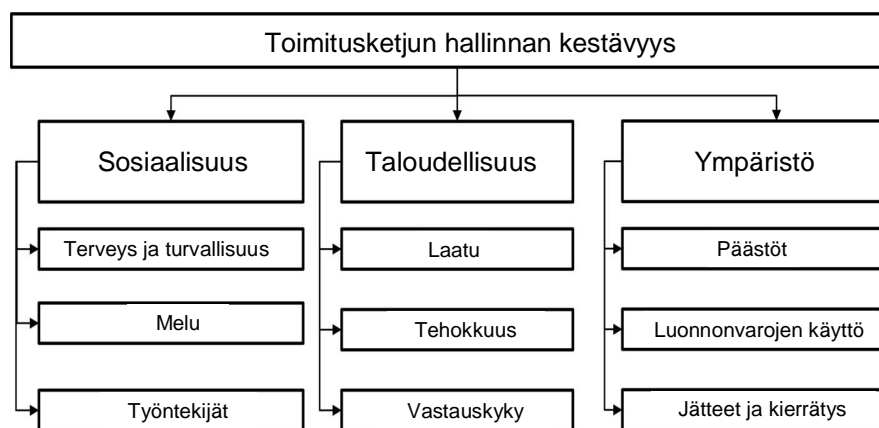 Toimitusketjun hallinnan kestävyys
Sosiaalisuus
Taloudellisuus
Ympäristö
Terveys ja turvallisuus
Laatu
Päästöt
Melu
Tehokkuus
Luonnonvarojen käyttö
Työntekijät
Vastauskyky
Jätteet ja kierrätys